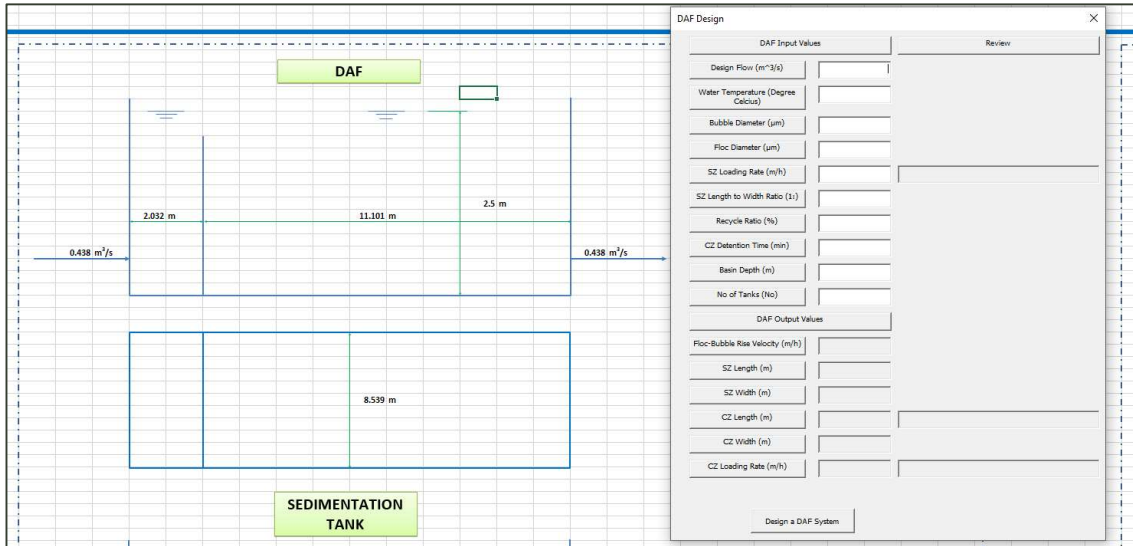 DAF
2.032 m
11.101 m
2.5 m
0.438 m³/s
0.438 m³/s
8.539 m
SEDIMENTATION
TANK
DAF Design
DAF Input Values
Review
Design Flow (m^3/s)
Water Temperature (Degree
Celcius)
Bubble Diameter (µm)
Floc Diameter (µm)
SZ Loading Rate (m/h)
SZ Length to Width Ratio (1:)
Recycle Ratio (%)
CZ Detention Time (min)
Basin Depth (m)
No of Tanks (No)
DAF Output Values
Floc-Bubble Rise Velocity (m/h)
SZ Length (m)
SZ Width (m)
CZ Length (m)
CZ Width (m)
CZ Loading Rate (m/h)
Design a DAF System